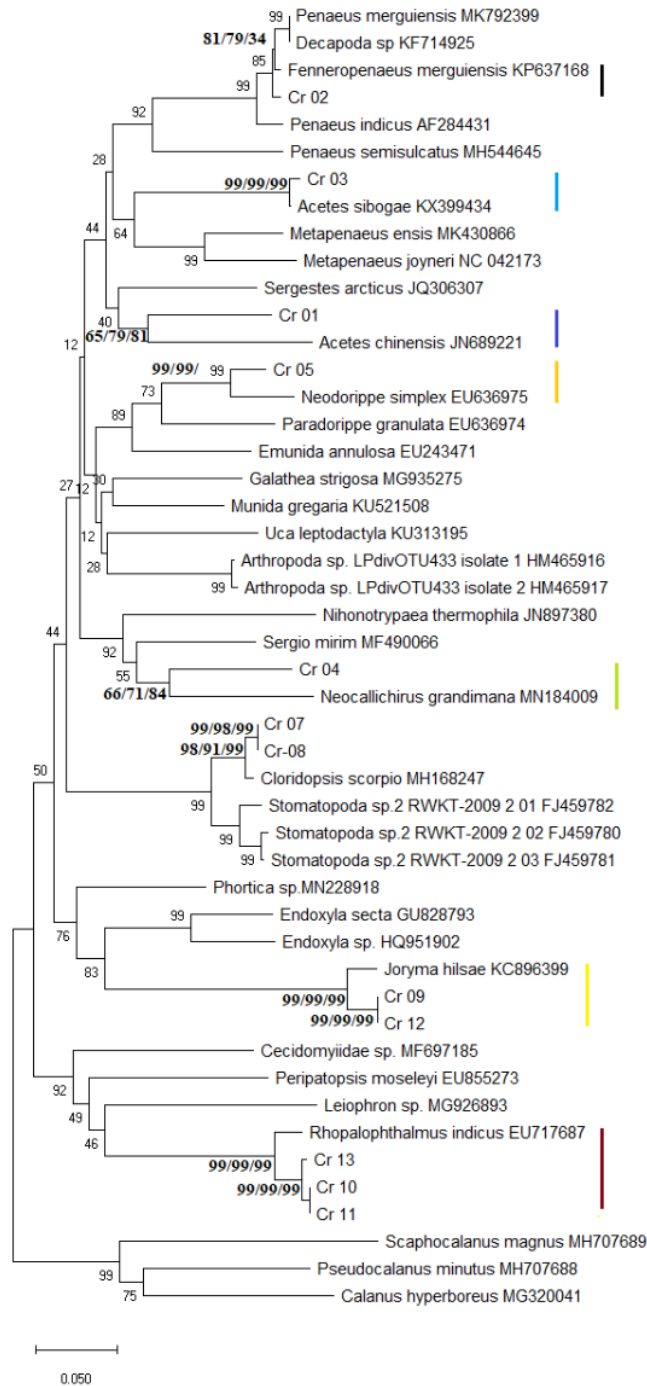 99
Penaeus merguiensis MK792399
81/79/34
Decapoda sp KF714925
85
Fenneropenaeus merguiensis KP637168
99
Cr 02
92
Penaeus indicus AF284431
28
Penaeus semisulcatus MH544645
99/99/99
Cr 03
Acetes sibogae KX399434
44
64
Metapenaeus ensis MK430866
99
Metapenaeus joyneri NC 042173
Sergestes arcticus JQ306307
40
Cr 01
65/79/81
Acetes chinensis JN689221
12
99/99/
99
Cr 05
73
Neodorippe simplex EU636975
89
Paradorippe granulata EU636974
Emunida annulosa EU243471
27
12
30
Galathea strigosa MG935275
Munida gregaria KU521508
12
Uca leptodactyla KU313195
28
Arthropoda sp. LPdivOTU433 isolate 1 HM465916
99
Arthropoda sp. LPdivOTU433 isolate 2 HM465917
Nihonotrypaea thermophila JN897380
44
92
Sergio mirim MF490066
55
Cr 04
66/71/84
Neocallichirus grandimana MN184009
99/98/99
Cr 07
98/91/99
Cr-08
50
Cloridopsis scorpio MH168247
99
Stomatopoda sp.2 RWKT-2009 2 01 FJ459782
99
Stomatopoda sp.2 RWKT-2009 2 02 FJ459780
99
Stomatopoda sp.2 RWKT-2009 2 03 FJ459781
Phortica sp.MN228918
76
99
Endoxyla secta GU828793
83
Endoxyla sp. HQ951902
Joryma hilsae KC896399
99/99/99
Cr 09
99/99/99
Cr 12
Cecidomyiidae sp. MF697185
92
Peripatopsis moseleyi EU855273
49
Leiophron sp. MG926893
46
Rhopalophthalmus indicus EU717687
99/99/99
Cr 13
99/99/99
Cr 10
Cr 11
Scaphocalanus magnus MH707689
99
Pseudocalanus minutus MH707688
75
Calanus hyperboreus MG320041
0.050